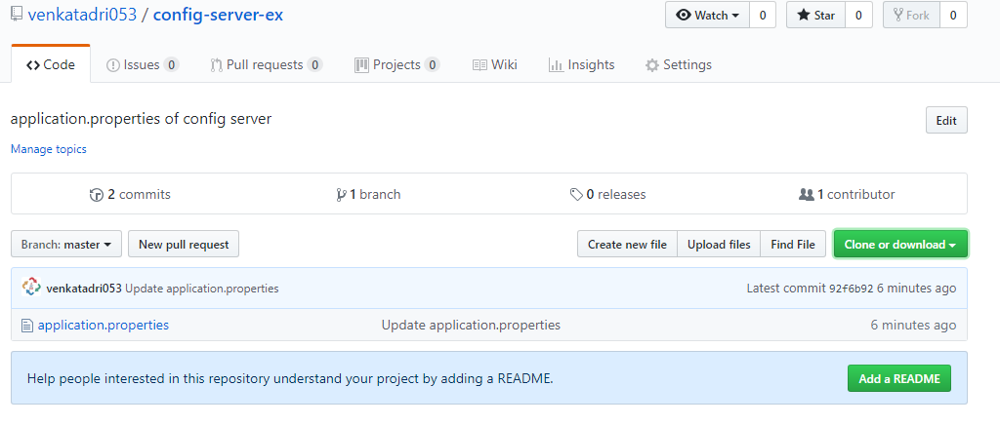 venkatadri053 / config-server-ex Watch 0 Star 0 Fork 0
Code Issues 0 Pull requests 0 Projects 0 Wiki Insights Settings
application.properties of config server Edit
Manage topics
2 commits 1 branch 0 releases 1 contributor
Branch: master New pull request Create new file Upload files Find File Clone or download
venkatadri053 Update application.properties Latest commit 92f6b92 6 minutes ago
application.properties Update application.properties 6 minutes ago
Help people interested in this repository understand your project by adding a README. Add a README